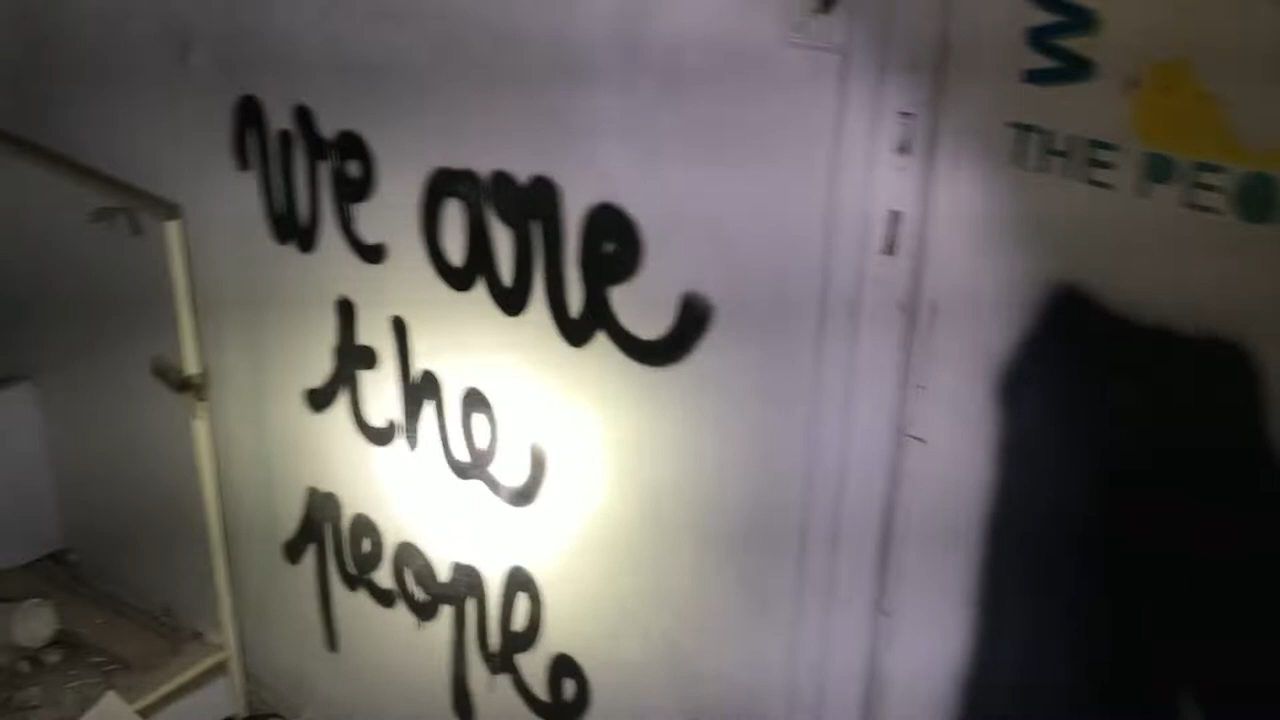 we are
the
people
W
THE PEO